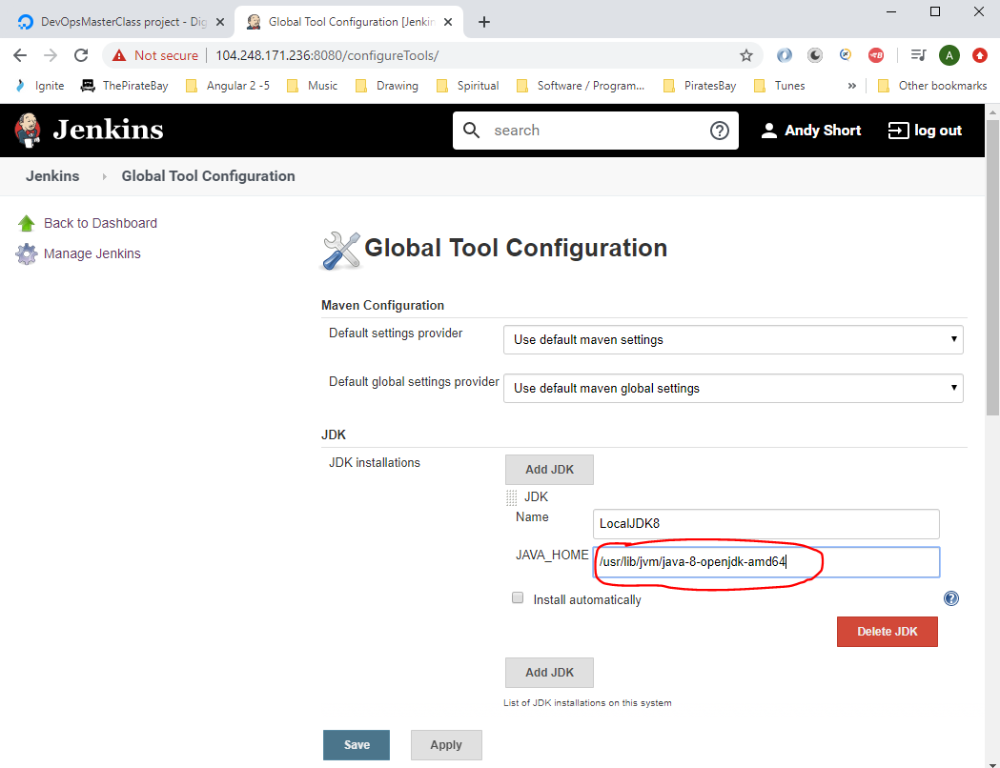 DevOpsMasterClass project - Dig
Global Tool Configuration [Jenkin
Not secure 104.248.171.236:8080/configureTools/
A
Ignite ThePirateBay Angular 2 -5 Music Drawing Spiritual Software / Program... PiratesBay Tunes » Other bookmarks
Jenkins search Andy Short log out
Jenkins Global Tool Configuration
Back to Dashboard
Manage Jenkins
Global Tool Configuration
Maven Configuration
Default settings provider Use default maven settings
Default global settings provider Use default maven global settings
JDK
JDK installations Add JDK
JDK
Name LocalJDK8
JAVA_HOME /usr/lib/jvm/java-8-openjdk-amd64
Install automatically
Delete JDK
Add JDK
List of JDK installations on this system
Save Apply